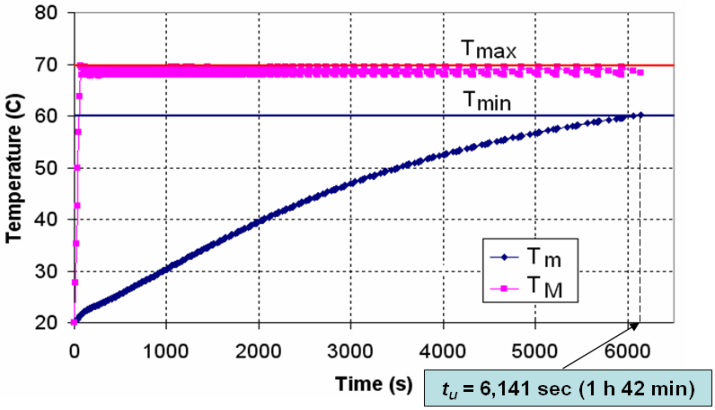 80
70
60
50
40
30
20
Temperature (C)
Tmax
Tmin
Tm
TM
0
1000
2000
3000
4000
5000
6000
Time (s)
tu = 6,141 sec (1 h 42 min)